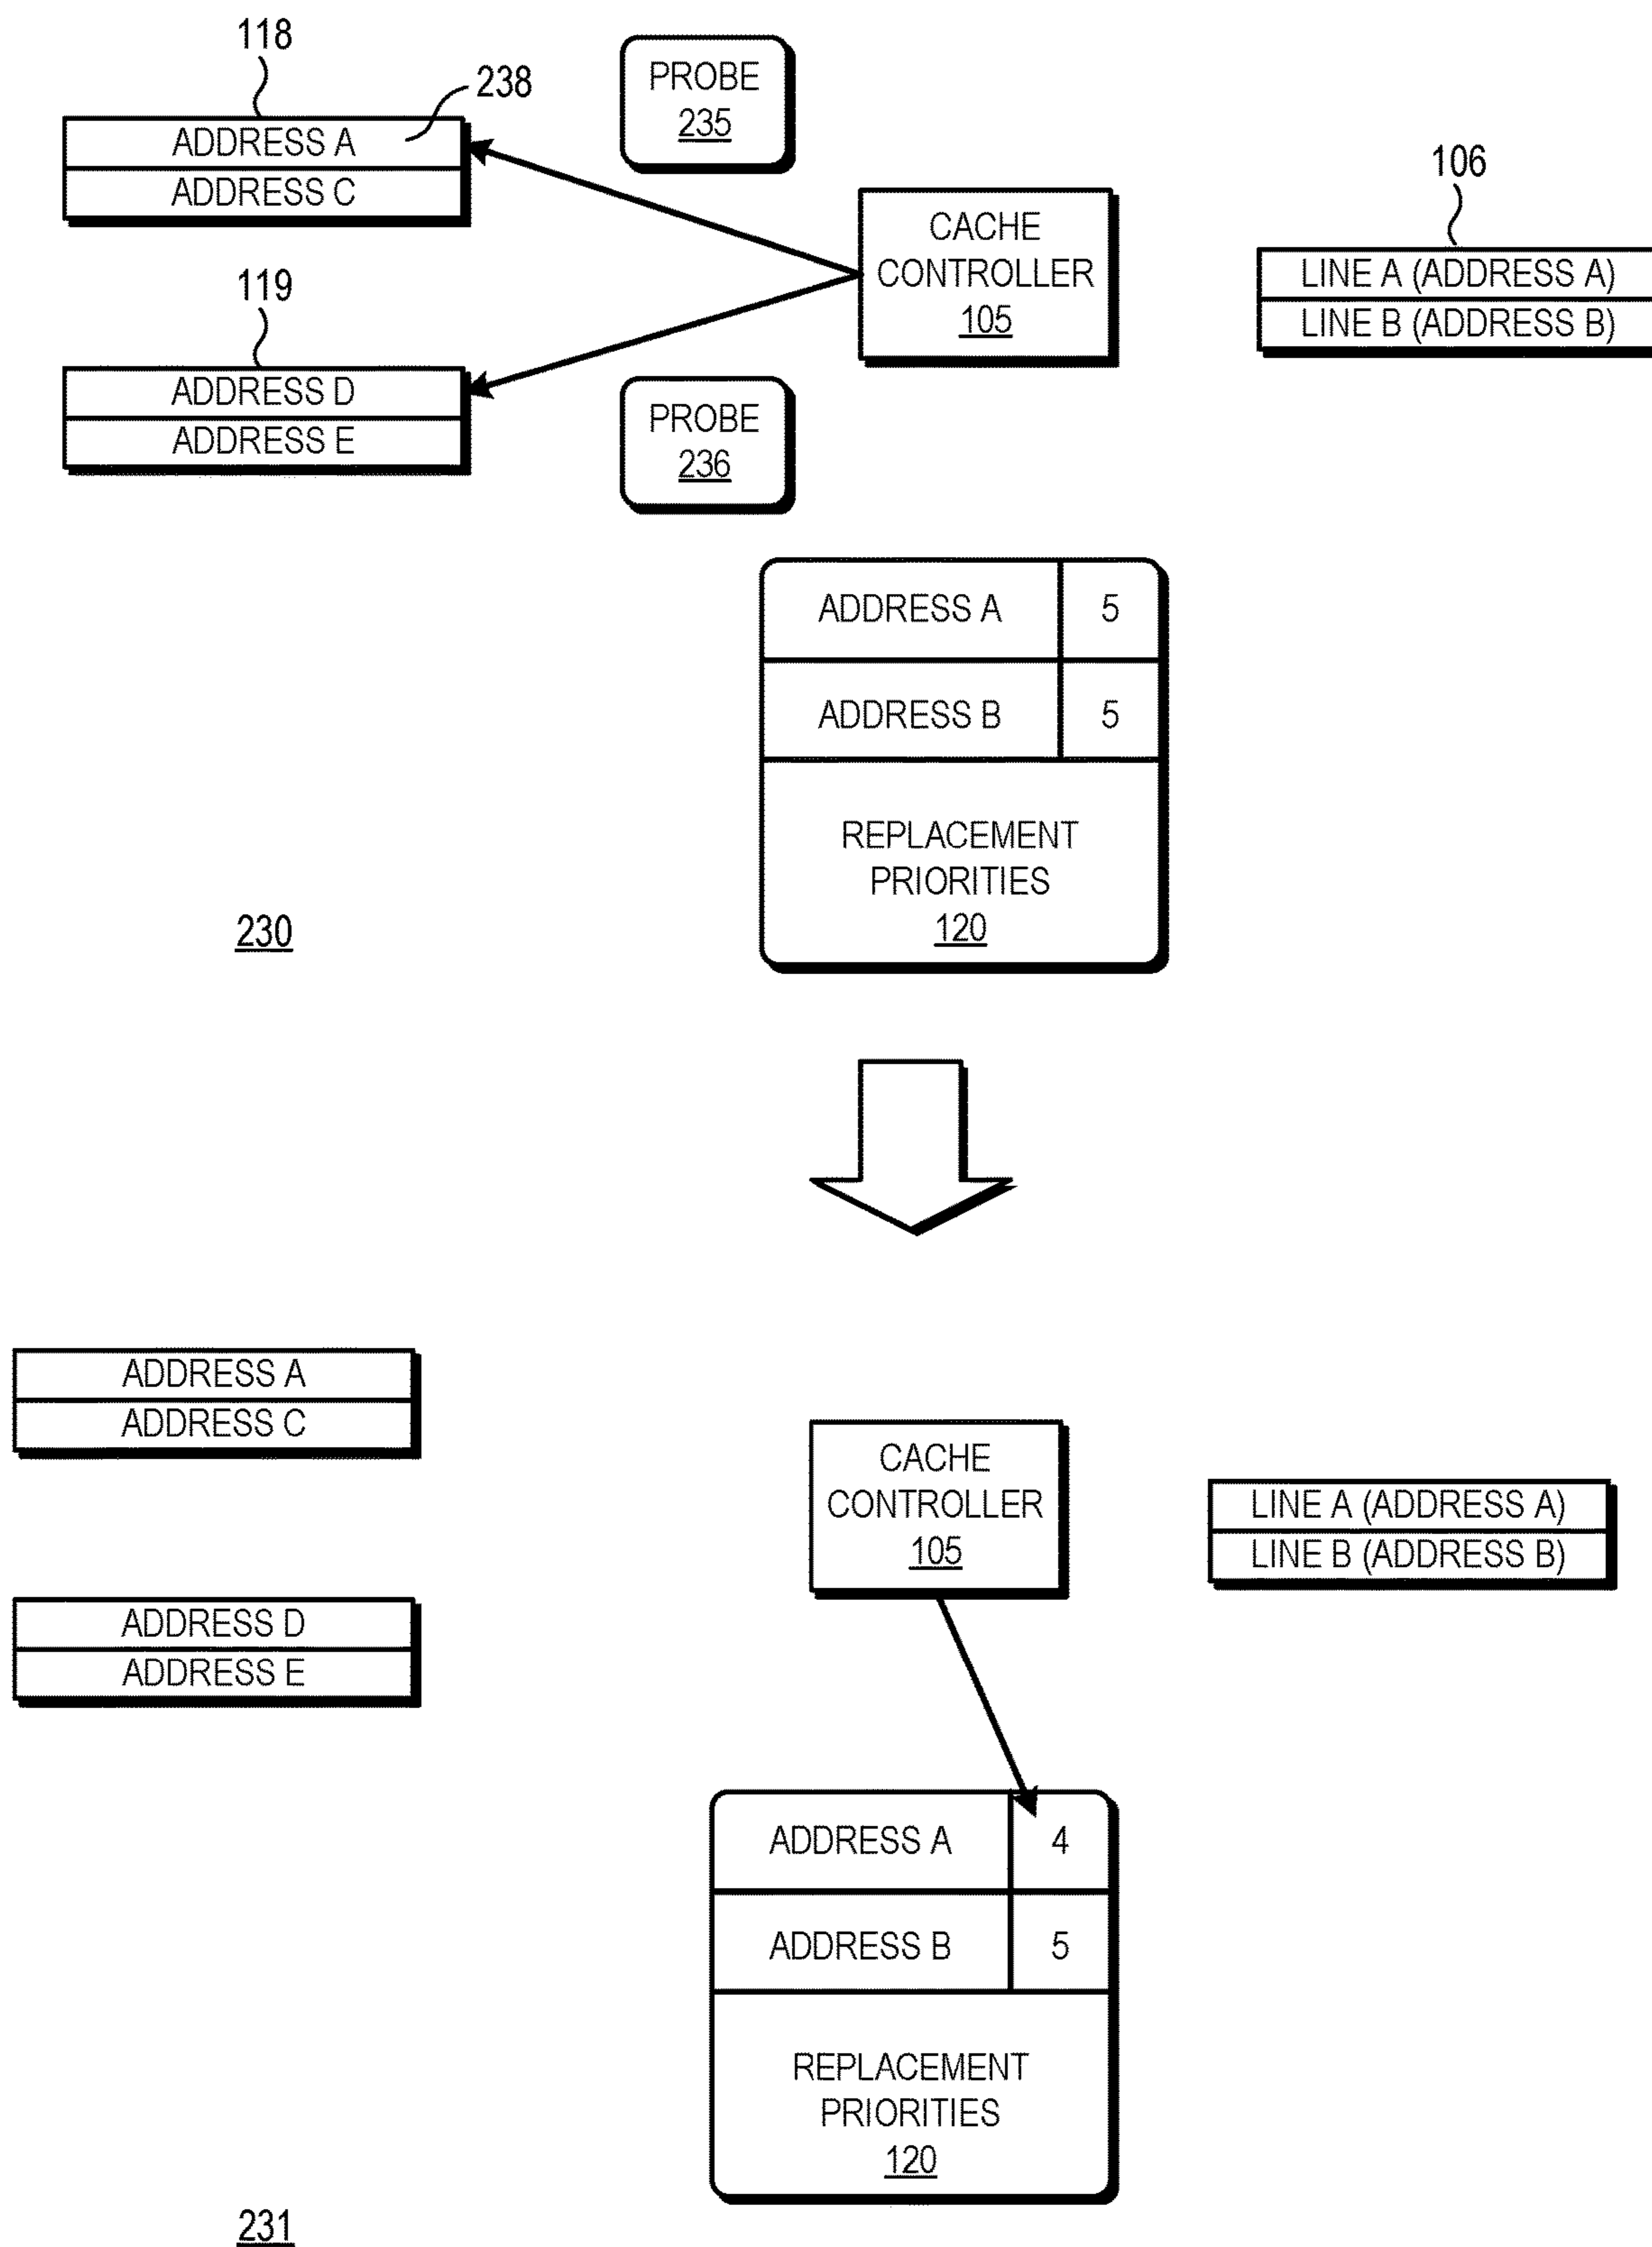 118
238
ADDRESS A
ADDRESS C
PROBE
235
106
CACHE
CONTROLLER
105
LINE A (ADDRESS A)
LINE B (ADDRESS B)
119
ADDRESS D
ADDRESS E
PROBE
236
ADDRESS A 5
ADDRESS B 5
REPLACEMENT
PRIORITIES
120
230
ADDRESS A
ADDRESS C
CACHE
CONTROLLER
105
LINE A (ADDRESS A)
LINE B (ADDRESS B)
ADDRESS D
ADDRESS E
ADDRESS A 4
ADDRESS B 5
REPLACEMENT
PRIORITIES
120
231